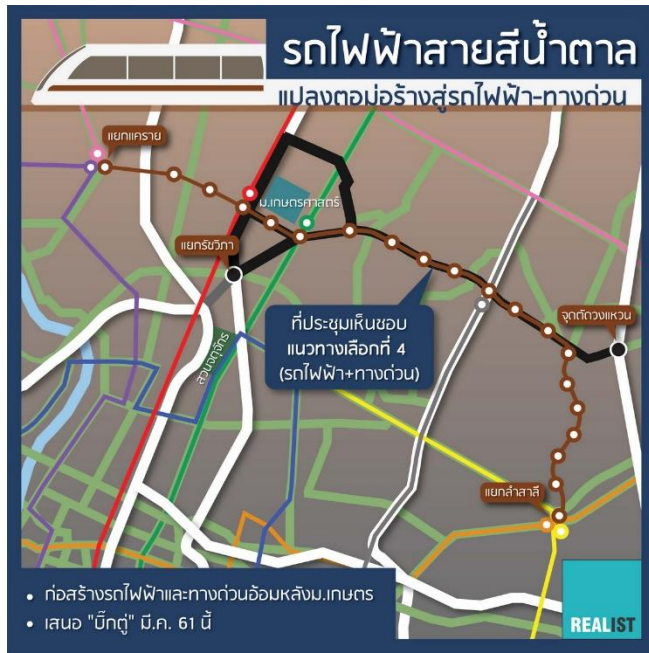 รถไฟฟ้าสายสีน้ำตาล
แปลงตอม่อร้างสู่รถไฟฟ้า-ทางด่วน
แยกแคราย
ม.เกษตรศาสตร์
แยกรัชวิภา
สวนจตุจักร
ที่ประชุมเห็นชอบ
แนวทางเลือกที่ 4
(รถไฟฟ้า+ทางด่วน)
จุดตัดวงแหวน
แยกลำสาลี
• ก่อสร้างรถไฟฟ้าและทางด่วนอ้อมหลังม.เกษตร
• เสนอ "บิ๊กตู่" มี.ค. 61 นี้
REALIST